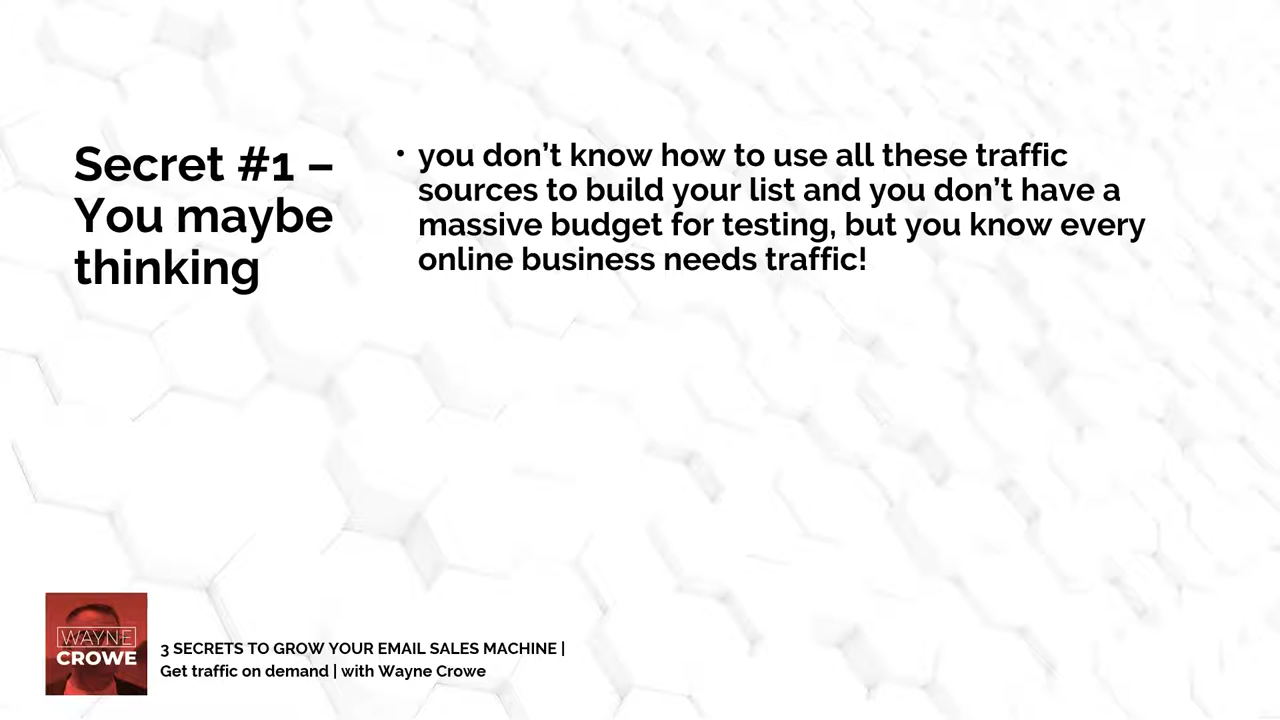 Secret #1 –
You maybe
thinking
• you don’t know how to use all these traffic
sources to build your list and you don’t have a
massive budget for testing, but you know every
online business needs traffic!
WAYNE
CROWE
3 SECRETS TO GROW YOUR EMAIL SALES MACHINE |
Get traffic on demand | with Wayne Crowe